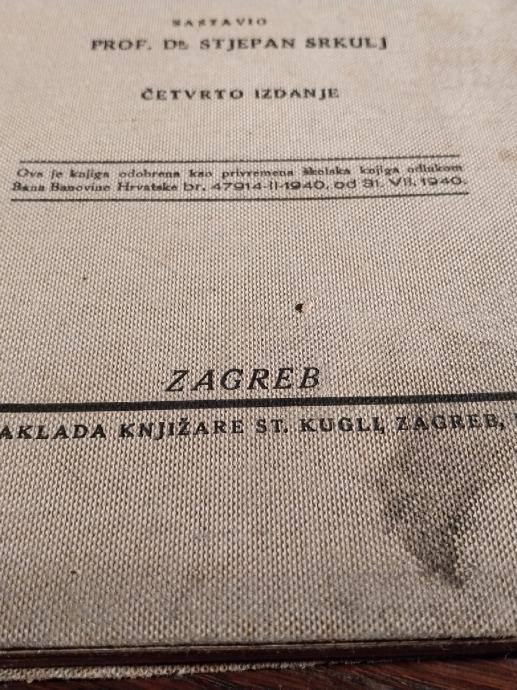 SASTAVIO
PROF. Dr. STJEPAN SRKULJ
ČETVRTO IZDANJE
Ova je knjiga odobrena kao privremena školska knjiga odlukom
Bana Banovine Hrvatske br. 47914-II-1940. od 31. VII. 1940.
ZAGREB
AKLADA KNJIŽARE ST. KUGLI, ZAGREB,